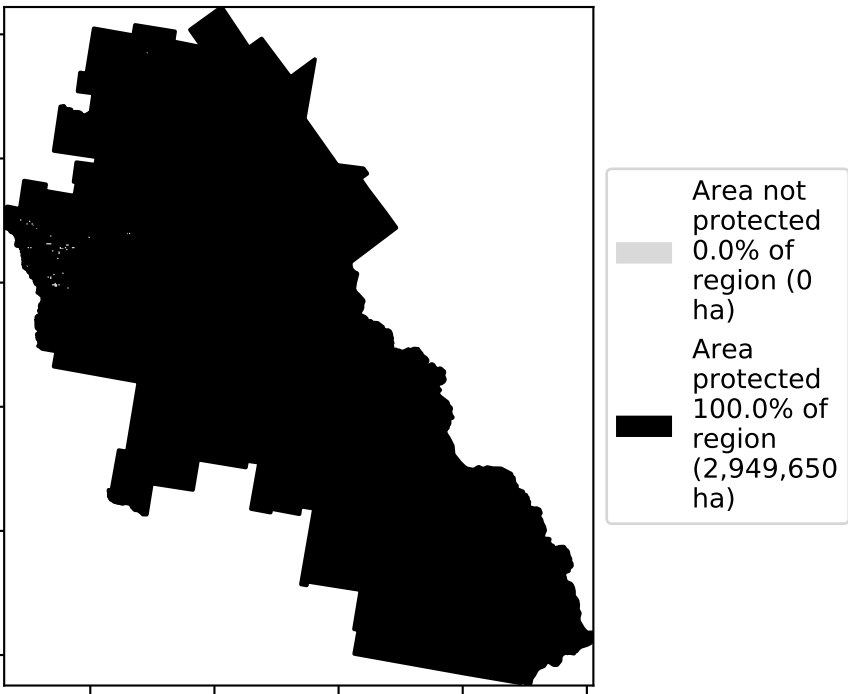 Area not
protected
0.0% of
region (0
ha)
Area
protected
100.0% of
region
(2,949,650
ha)